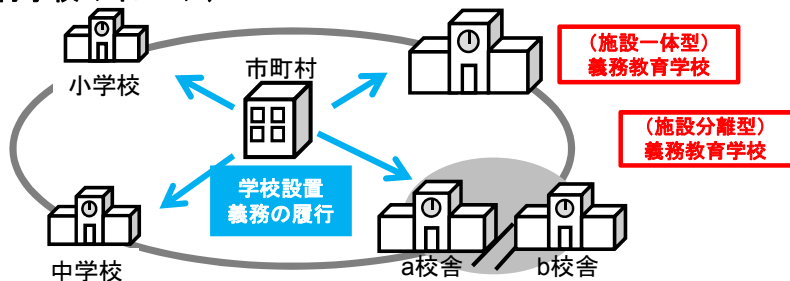 小学校
市町村
（施設一体型）
義務教育学校
（施設分離型）
義務教育学校
学校設置
義務の履行
中学校
a校舎
b校舎